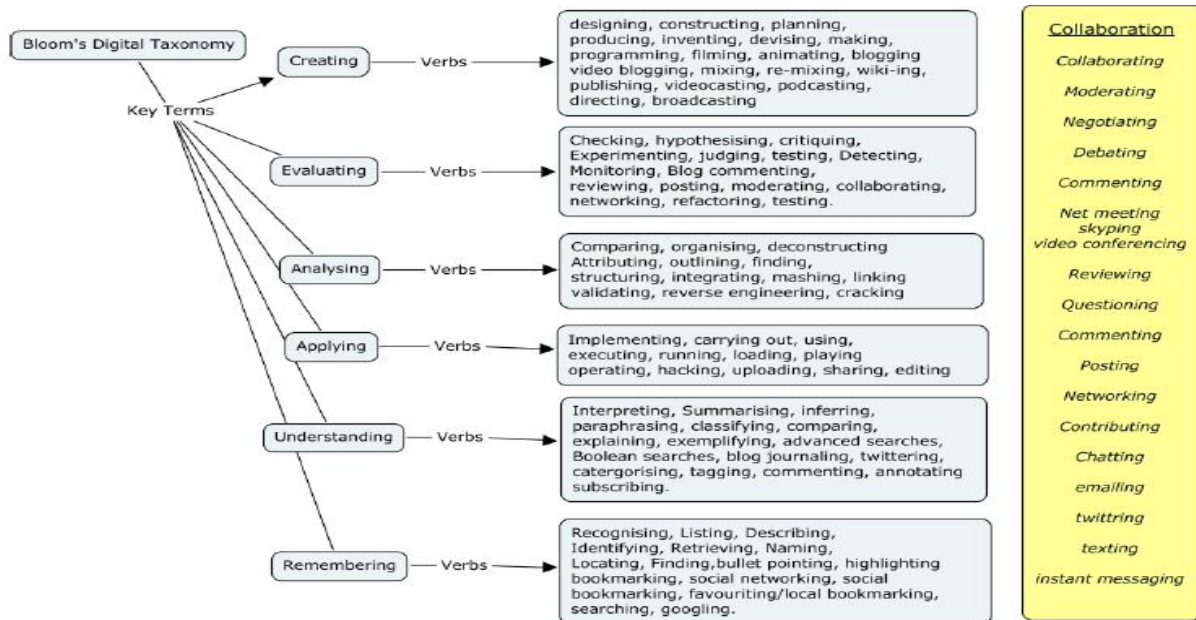 Bloom's Digital Taxonomy
Key Terms
Creating
Verbs
designing, constructing, planning,
producing, inventing, devising, making,
programming, filming, animating, blogging
video blogging, mixing, re-mixing, wiki-ing,
publishing, videocasting, podcasting,
directing, broadcasting
Evaluating
Verbs
Checking, hypothesising, critiquing,
Experimenting, judging, testing, Detecting,
Monitoring, Blog commenting,
reviewing, posting, moderating, collaborating,
networking, refactoring, testing.
Analysing
Verbs
Comparing, organising, deconstructing
Attributing, outlining, finding,
structuring, integrating, mashing, linking
validating, reverse engineering, cracking
Applying
Verbs
Implementing, carrying out, using,
executing, running, loading, playing
operating, hacking, uploading, sharing, editing
Understanding
Verbs
Interpreting, Summarising, inferring,
paraphrasing, classifying, comparing,
explaining, exemplifying, advanced searches,
Boolean searches, blog journaling, twittering,
catergorising, tagging, commenting, annotating
subscribing.
Remembering
Verbs
Recognising, Listing, Describing,
Identifying, Retrieving, Naming,
Locating, Finding,bullet pointing, highlighting
bookmarking, social networking, social
bookmarking, favouriting/local bookmarking,
searching, googling.
Collaboration
Collaborating
Moderating
Negotiating
Debating
Commenting
Net meeting
skyping
video conferencing
Reviewing
Questioning
Commenting
Posting
Networking
Contributing
Chatting
emailing
twittring
texting
instant messaging